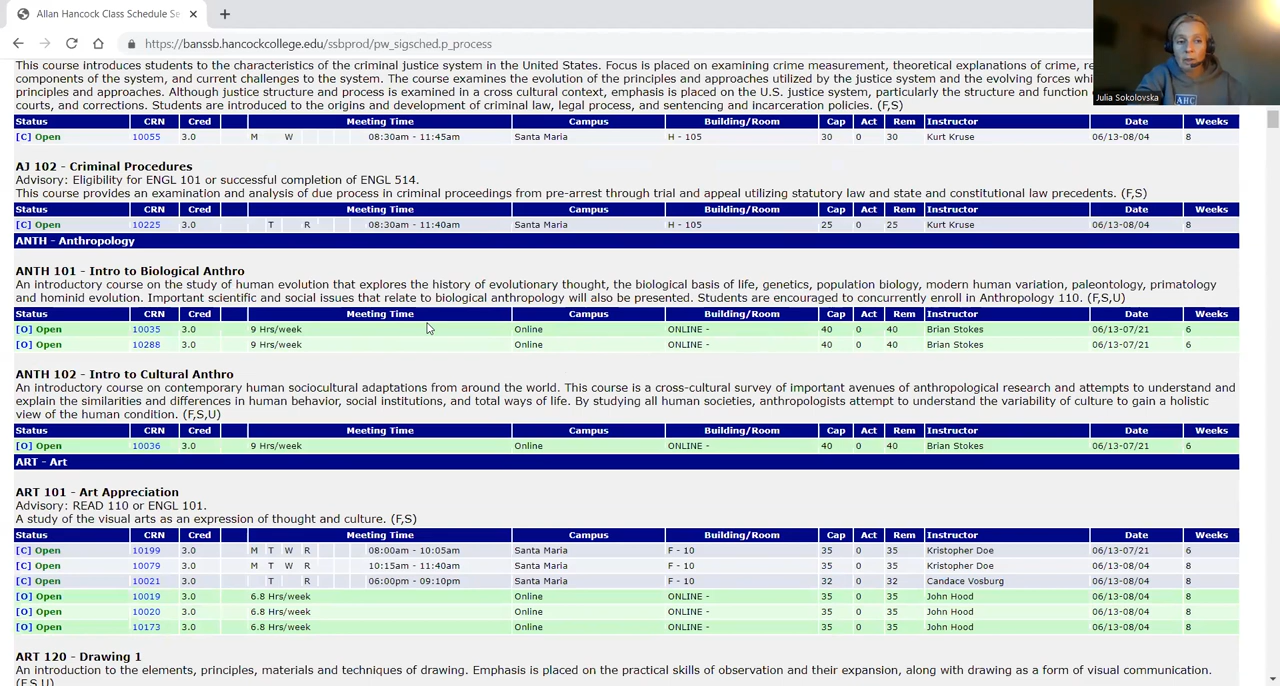 Allan Hancock Class Schedule Se
https://banssb.hancockcollege.edu/ssbprod/pw_sigsched.p_process
Julia Sokolovska
AHC
This course introduces students to the characteristics of the criminal justice system in the United States. Focus is placed on examining crime measurement, theoretical explanations of crime, re
components of the system, and current challenges to the system. The course examines the evolution of the principles and approaches utilized by the justice system and the evolving forces whi
principles and approaches. Although justice structure and process is examined in a cross cultural context, emphasis is placed on the U.S. justice system, particularly the structure and function
courts, and corrections. Students are introduced to the origins and development of criminal law, legal process, and sentencing and incarceration policies. (F,S)
Status CRN Cred Meeting Time Campus Building/Room Cap Act Rem Instructor Date Weeks
[C] Open 10055 3.0 M W 08:30am - 11:45am Santa Maria H - 105 30 0 30 Kurt Kruse 06/13-08/04 8
AJ 102 - Criminal Procedures
Advisory: Eligibility for ENGL 101 or successful completion of ENGL 514.
This course provides an examination and analysis of due process in criminal proceedings from pre-arrest through trial and appeal utilizing statutory law and state and constitutional law precedents. (F,S)
Status CRN Cred Meeting Time Campus Building/Room Cap Act Rem Instructor Date Weeks
[C] Open 10225 3.0 T R 08:30am - 11:40am Santa Maria H - 105 25 0 25 Kurt Kruse 06/13-08/04 8
ANTH - Anthropology
ANTH 101 - Intro to Biological Anthro
An introductory course on the study of human evolution that explores the history of evolutionary thought, the biological basis of life, genetics, population biology, modern human variation, paleontology, primatology
and hominid evolution. Important scientific and social issues that relate to biological anthropology will also be presented. Students are encouraged to concurrently enroll in Anthropology 110. (F,S,U)
Status CRN Cred Meeting Time Campus Building/Room Cap Act Rem Instructor Date Weeks
[O] Open 10035 3.0 9 Hrs/week Online ONLINE - 40 0 40 Brian Stokes 06/13-07/21 6
[O] Open 10288 3.0 9 Hrs/week Online ONLINE - 40 0 40 Brian Stokes 06/13-07/21 6
ANTH 102 - Intro to Cultural Anthro
An introductory course on contemporary human sociocultural adaptations from around the world. This course is a cross-cultural survey of important avenues of anthropological research and attempts to understand and
explain the similarities and differences in human behavior, social institutions, and total ways of life. By studying all human societies, anthropologists attempt to understand the variability of culture to gain a holistic
view of the human condition. (F,S,U)
Status CRN Cred Meeting Time Campus Building/Room Cap Act Rem Instructor Date Weeks
[O] Open 10036 3.0 9 Hrs/week Online ONLINE - 40 0 40 Brian Stokes 06/13-07/21 6
ART - Art
ART 101 - Art Appreciation
Advisory: READ 110 or ENGL 101.
A study of the visual arts as an expression of thought and culture. (F,S)
Status CRN Cred Meeting Time Campus Building/Room Cap Act Rem Instructor Date Weeks
[C] Open 10199 3.0 M T W R 08:00am - 10:05am Santa Maria F - 10 35 0 35 Kristopher Doe 06/13-07/21 6
[C] Open 10079 3.0 M T W R 10:15am - 11:40am Santa Maria F - 10 35 0 35 Kristopher Doe 06/13-08/04 8
[C] Open 10021 3.0 T R 06:00pm - 09:10pm Santa Maria F - 10 32 0 32 Candace Vosburg 06/13-08/04 8
[O] Open 10019 3.0 6.8 Hrs/week Online ONLINE - 35 0 35 John Hood 06/13-08/04 8
[O] Open 10020 3.0 6.8 Hrs/week Online ONLINE - 35 0 35 John Hood 06/13-08/04 8
[O] Open 10173 3.0 6.8 Hrs/week Online ONLINE - 35 0 35 John Hood 06/13-08/04 8
ART 120 - Drawing 1
An introduction to the elements, principles, materials and techniques of drawing. Emphasis is placed on the practical skills of observation and their expansion, along with drawing as a form of visual communication.
(F,S,U)